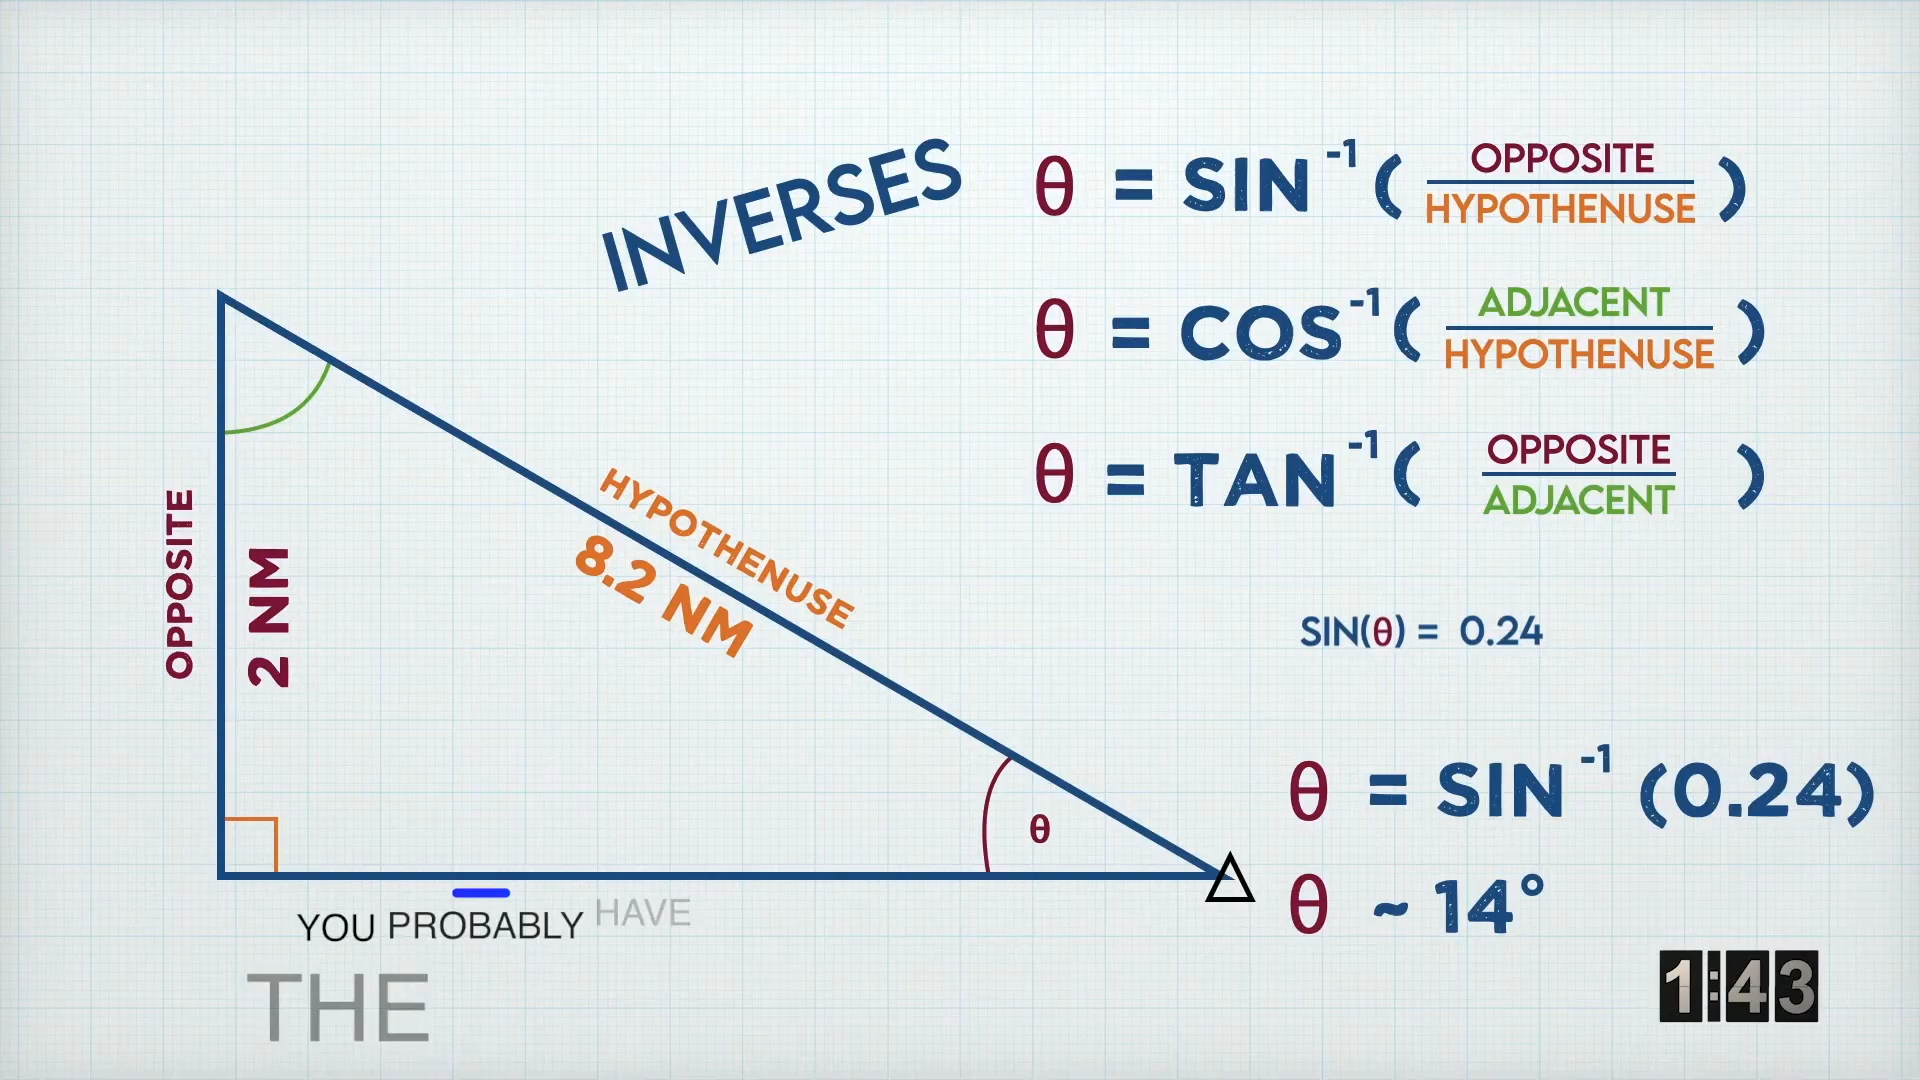 INVERSES
θ = SIN⁻¹ ( OPPOSITE / HYPOTHENUSE )
θ = COS⁻¹ ( ADJACENT / HYPOTHENUSE )
θ = TAN⁻¹ ( OPPOSITE / ADJACENT )
OPPOSITE
2 NM
HYPOTHENUSE
8.2 NM
θ
SIN(θ) = 0.24
θ = SIN⁻¹ (0.24)
θ ~ 14°
YOU PROBABLY HAVE
THE
1:43